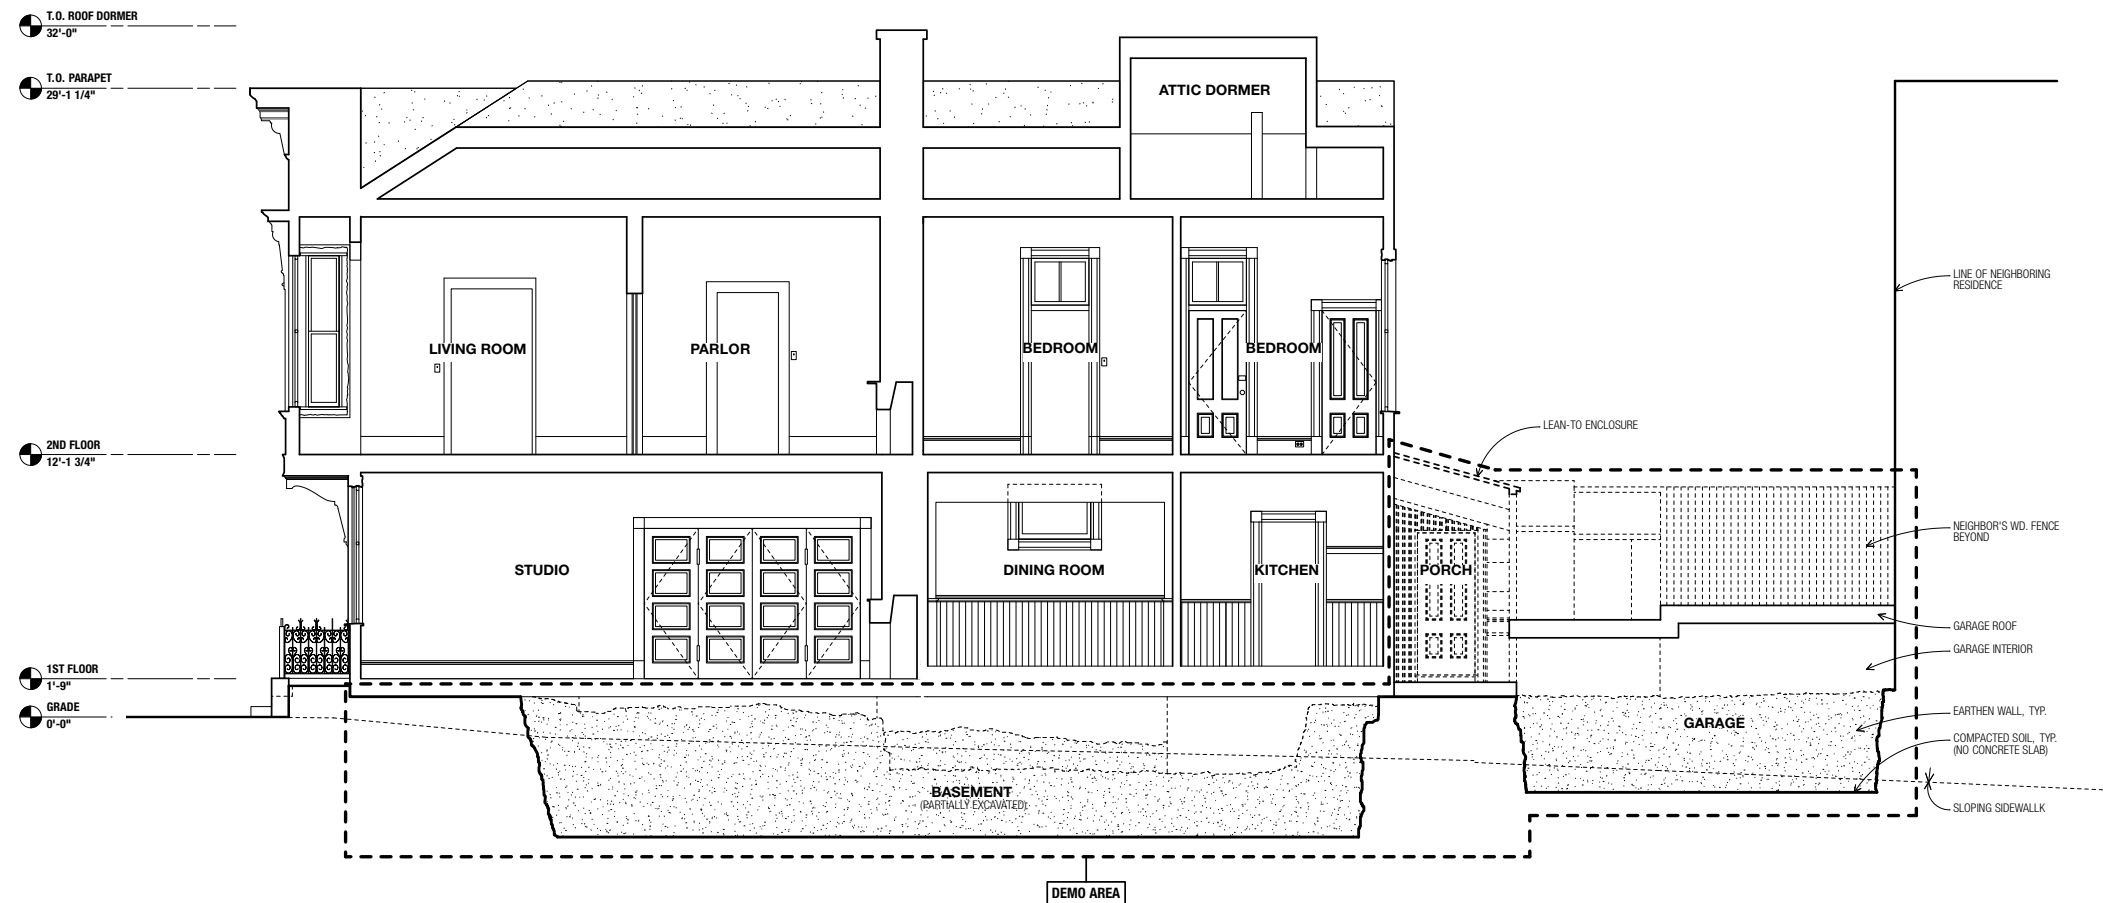 T.O. ROOF DORMER
32'-0"
T.O. PARAPET
29'-1 1/4"
ATTIC DORMER
LINE OF NEIGHBORING
RESIDENCE
LIVING ROOM
PARLOR
BEDROOM
BEDROOM
LEAN-TO ENCLOSURE
2ND FLOOR
12'-1 3/4"
NEIGHBOR'S WD. FENCE
BEYOND
STUDIO
DINING ROOM
KITCHEN
PORCH
GARAGE ROOF
GARAGE INTERIOR
1ST FLOOR
1'-9"
GRADE
0'-0"
GARAGE
EARTHEN WALL, TYP.
COMPACTED SOIL, TYP.
(NO CONCRETE SLAB)
BASEMENT
(PARTIALLY EXCAVATED)
SLOPING SIDEWALLK
DEMO AREA